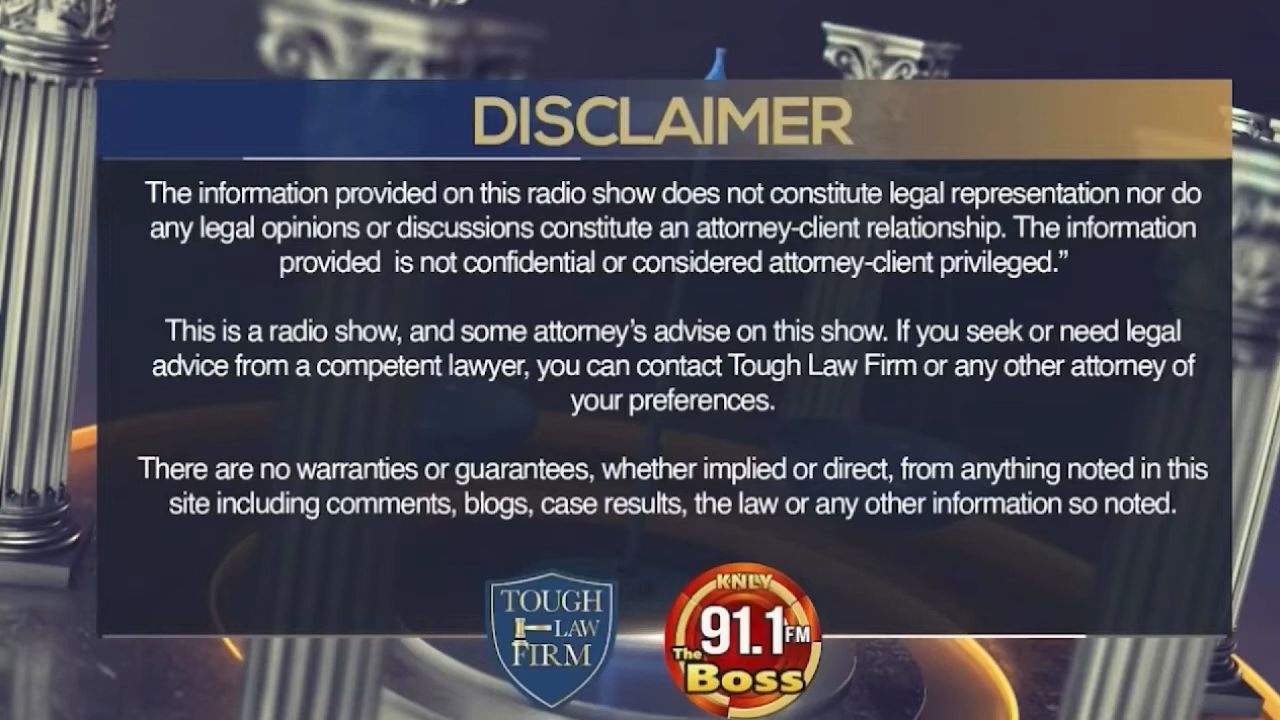 DISCLAIMER
The information provided on this radio show does not constitute legal representation nor do
any legal opinions or discussions constitute an attorney-client relationship. The information
provided  is not confidential or considered attorney-client privileged.”
This is a radio show, and some attorney’s advise on this show. If you seek or need legal
advice from a competent lawyer, you can contact Tough Law Firm or any other attorney of
your preferences.
There are no warranties or guarantees, whether implied or direct, from anything noted in this
site including comments, blogs, case results, the law or any other information so noted.
TOUGH
LAW
FIRM
KNLY
91.1 FM
The
Boss